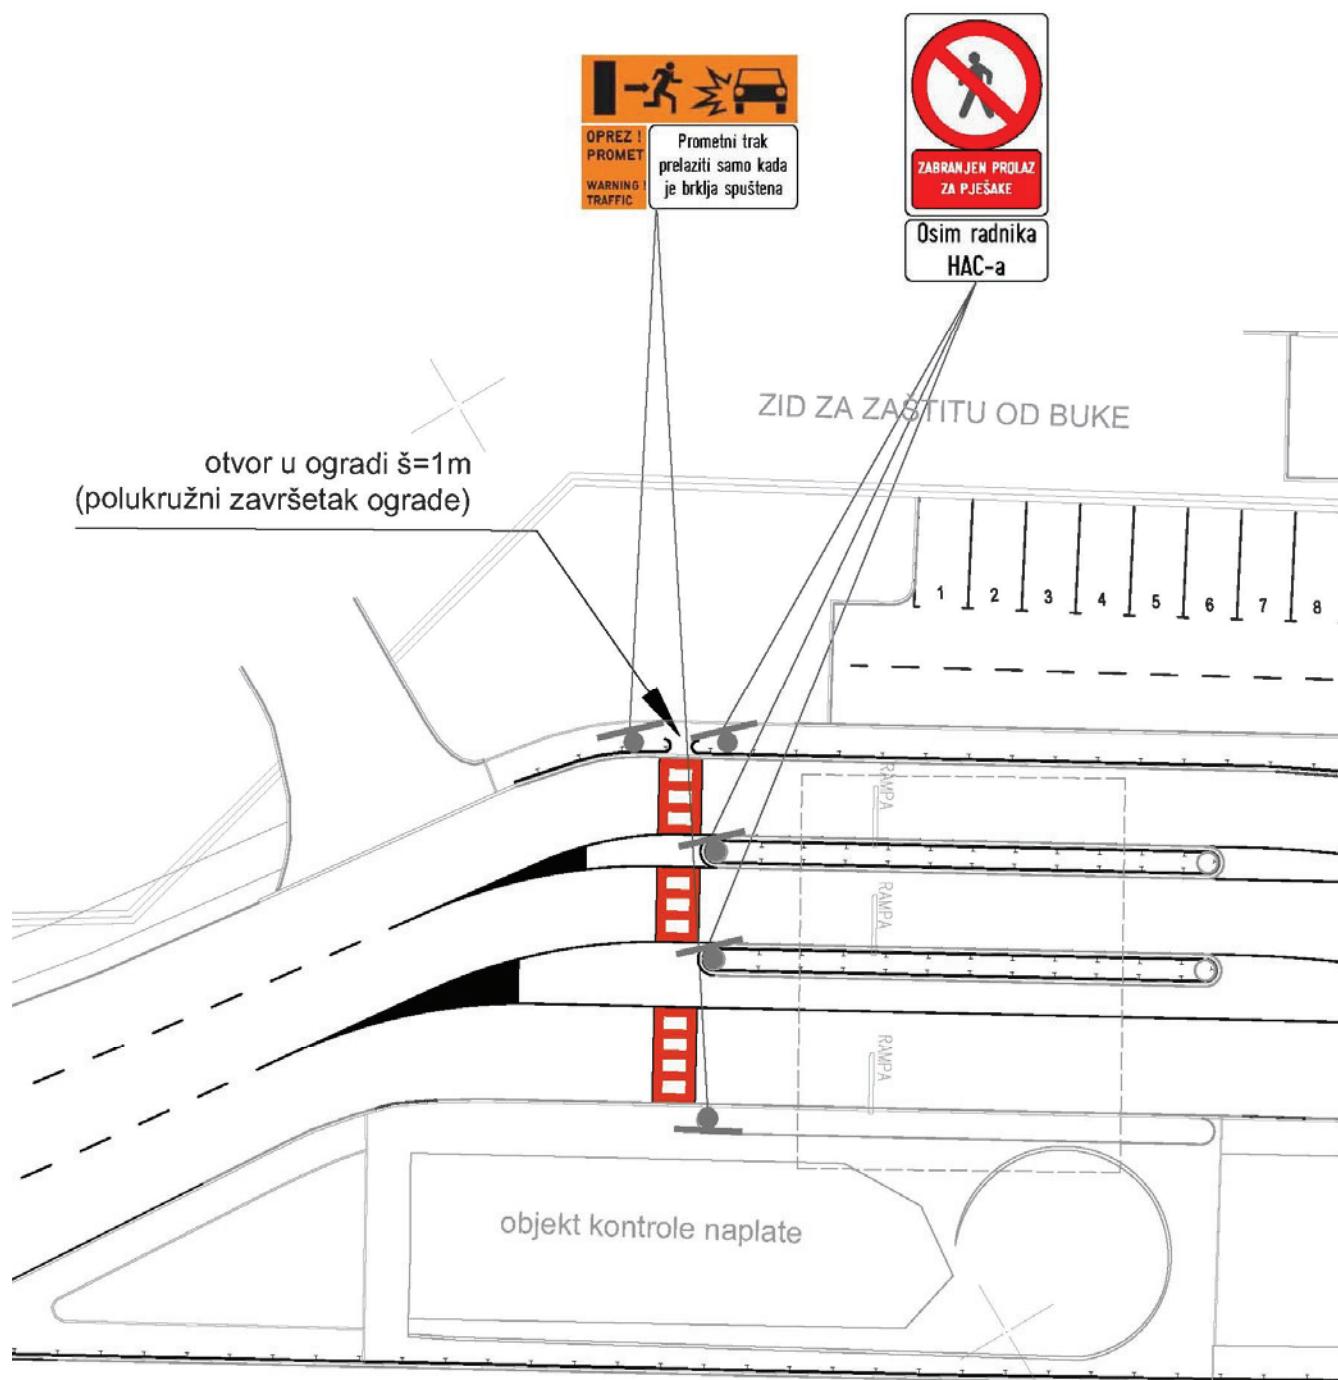 OPREZ !
PROMET
WARNING !
TRAFFIC
Prometni trak
prelaziti samo kada
je brklja spuštena
ZABRANJEN PROLAZ
ZA PJEŠAKE
Osim radnika
HAC-a
ZID ZA ZAŠTITU OD BUKE
otvor u ogradi š=1m
(polukružni završetak ograde)
1 2 3 4 5 6 7 8
RAMPA
RAMPA
RAMPA
objekt kontrole naplate